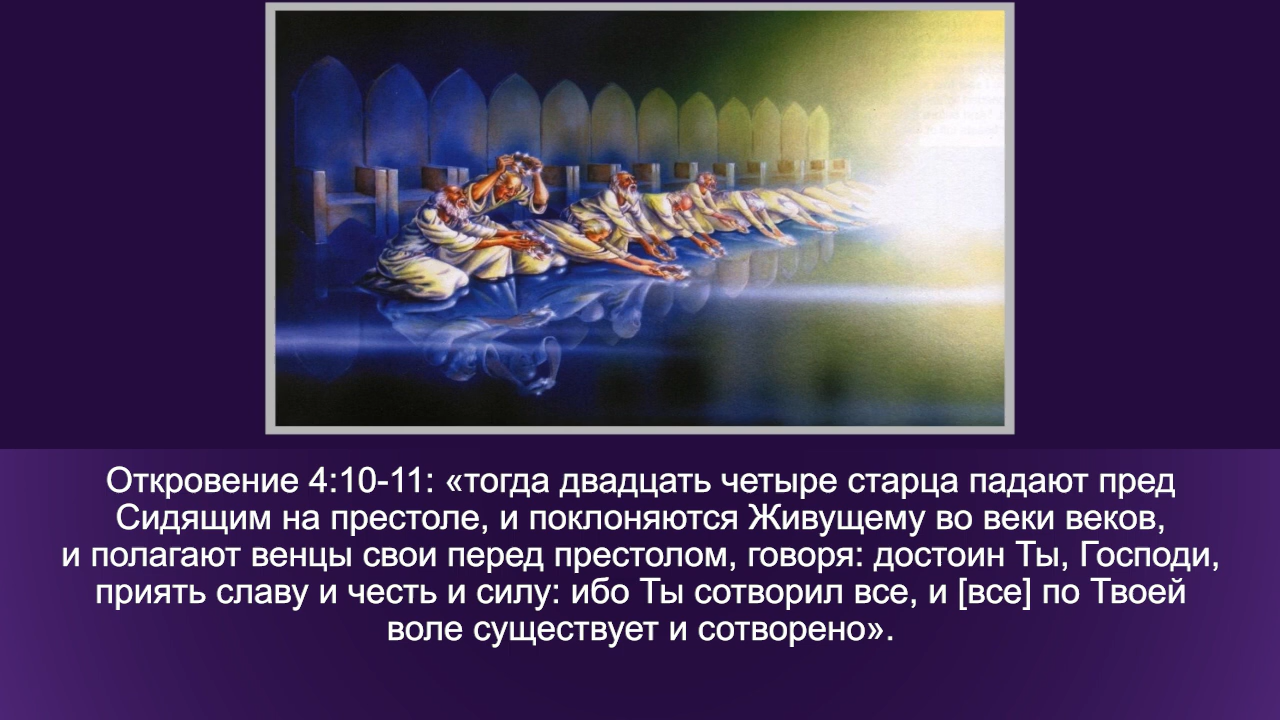 Откровение 4:10-11: «тогда двадцать четыре старца падают пред
Сидящим на престоле, и поклоняются Живущему во веки веков,
и полагают венцы свои перед престолом, говоря: достоин Ты, Господи,
приять славу и честь и силу: ибо Ты сотворил все, и [все] по Твоей
воле существует и сотворено».